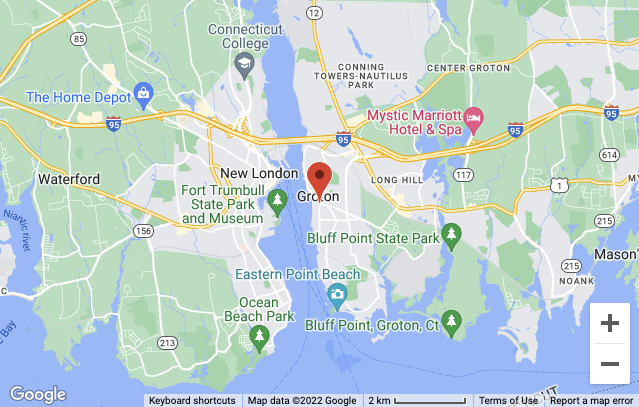 12
85
Connecticut
College
CONNING
TOWERS-NAUTILUS
PARK
CENTER GROTON
The Home Depot
Mystic Marriott
Hotel & Spa
95
95
95
95
614
New London
Waterford
Niantic river
Fort Trumbull
State Park
and Museum
Groton
LONG HILL
117
1
MY
215
156
Bluff Point State Park
215
Mason'
NOANK
Eastern Point Beach
Ocean
Beach Park
Bluff Point, Groton, Ct
213
c
Bay
CUT
Google
Keyboard shortcuts
Map data ©2022 Google
2 km
Terms of Use
Report a map error